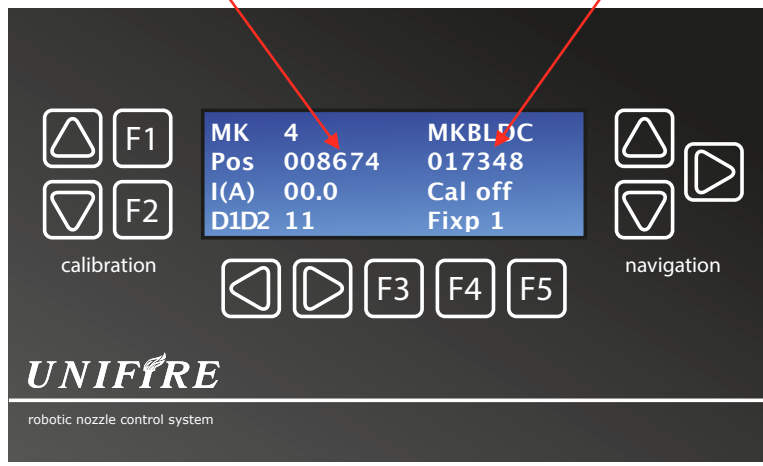 F1
F2
calibration
MK 4 MKBLDC
Pos 008674 017348
I(A) 00.0 Cal off
D1D2 11 Fixp 1
F3 F4 F5
navigation
UNIFIRE
robotic nozzle control system